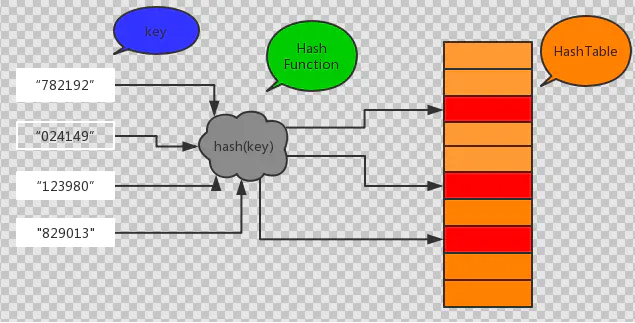 key
Hash
Function
HashTable
“782192”
“024149”
hash(key)
“123980”
"829013"